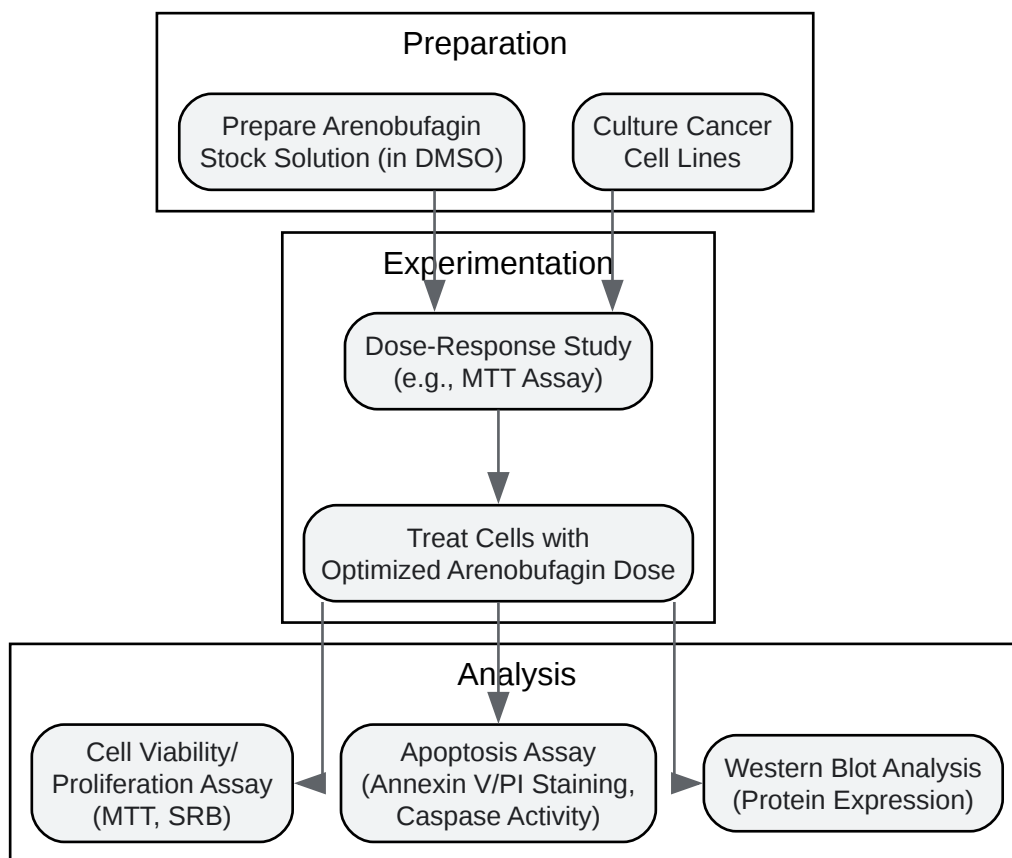 Preparation
Prepare Arenobufagin
Stock Solution (in DMSO)
Culture Cancer
Cell Lines
Experimentation
Dose-Response Study
(e.g., MTT Assay)
Treat Cells with
Optimized Arenobufagin Dose
Analysis
Cell Viability/
Proliferation Assay
(MTT, SRB)
Apoptosis Assay
(Annexin V/PI Staining,
Caspase Activity)
Western Blot Analysis
(Protein Expression)